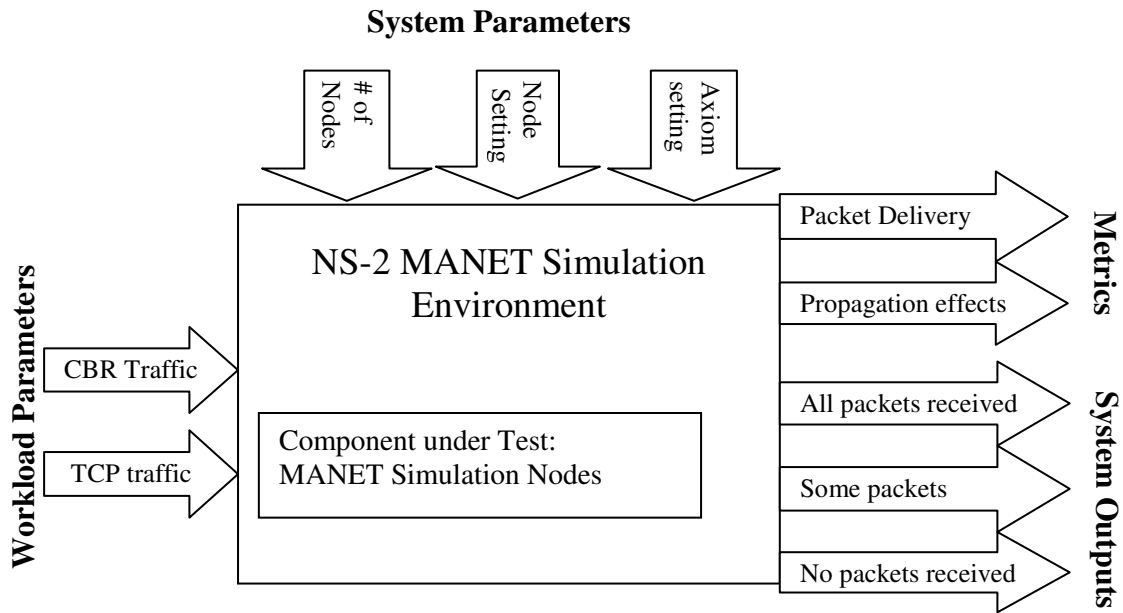 System Parameters
# of
Nodes
Node
Setting
Axiom
setting
Workload Parameters
CBR Traffic
TCP traffic
NS-2 MANET Simulation
Environment
Component under Test:
MANET Simulation Nodes
Packet Delivery
Propagation effects
Metrics
All packets received
Some packets
No packets received
System Outputs